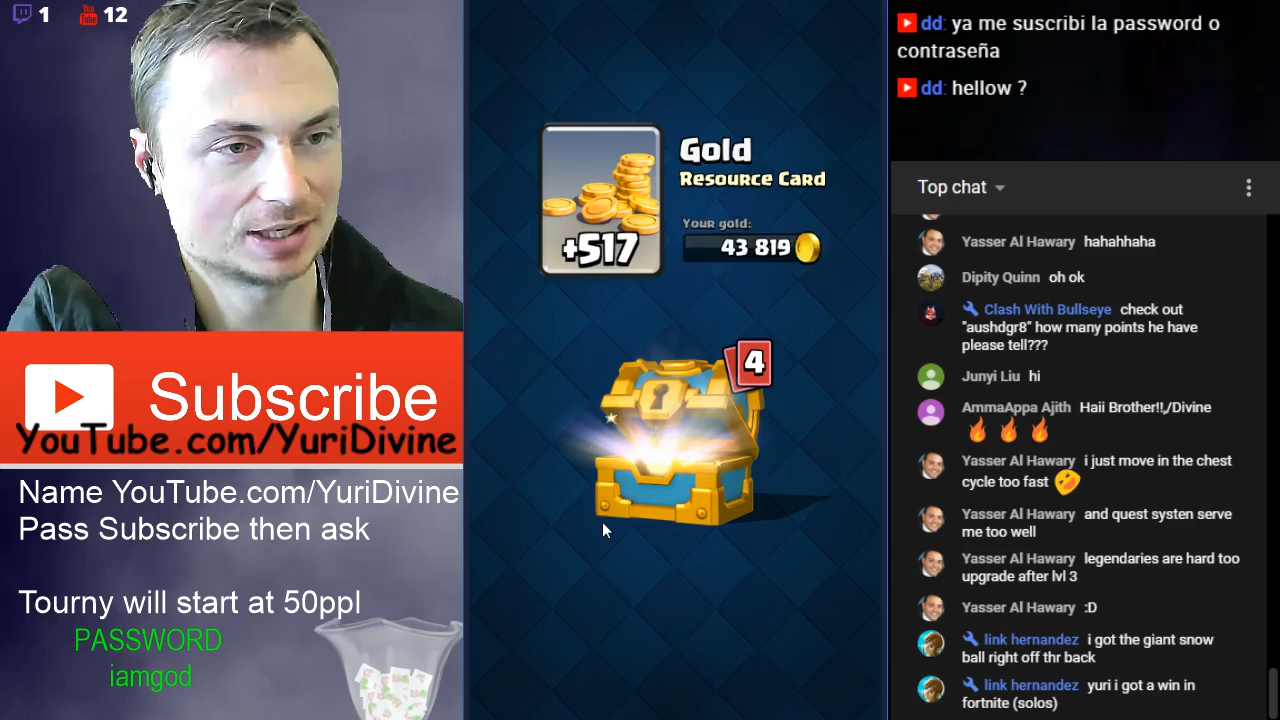 1
You Tube 12
Subscribe
YouTube.com/YuriDivine
Name YouTube.com/YuriDivine
Pass Subscribe then ask
Tourny will start at 50ppl
PASSWORD
iamgod
Gold
Resource Card
Your gold:
43 819
+517
4
dd: ya me suscribi la password o
contraseña
dd: hellow ?
Top chat
Yasser Al Hawary hahahhaha
Dipity Quinn oh ok
Clash With Bullseye check out
"aushdgr8" how many points he have
please tell???
Junyi Liu hi
AmmaAppa Ajith Haii Brother!!,/Divine
🔥 🔥 🔥
Yasser Al Hawary i just move in the chest
cycle too fast 🤣
Yasser Al Hawary and quest systen serve
me too well
Yasser Al Hawary legendaries are hard too
upgrade after lvl 3
Yasser Al Hawary :D
link hernandez i got the giant snow
ball right off thr back
link hernandez yuri i got a win in
fortnite (solos)